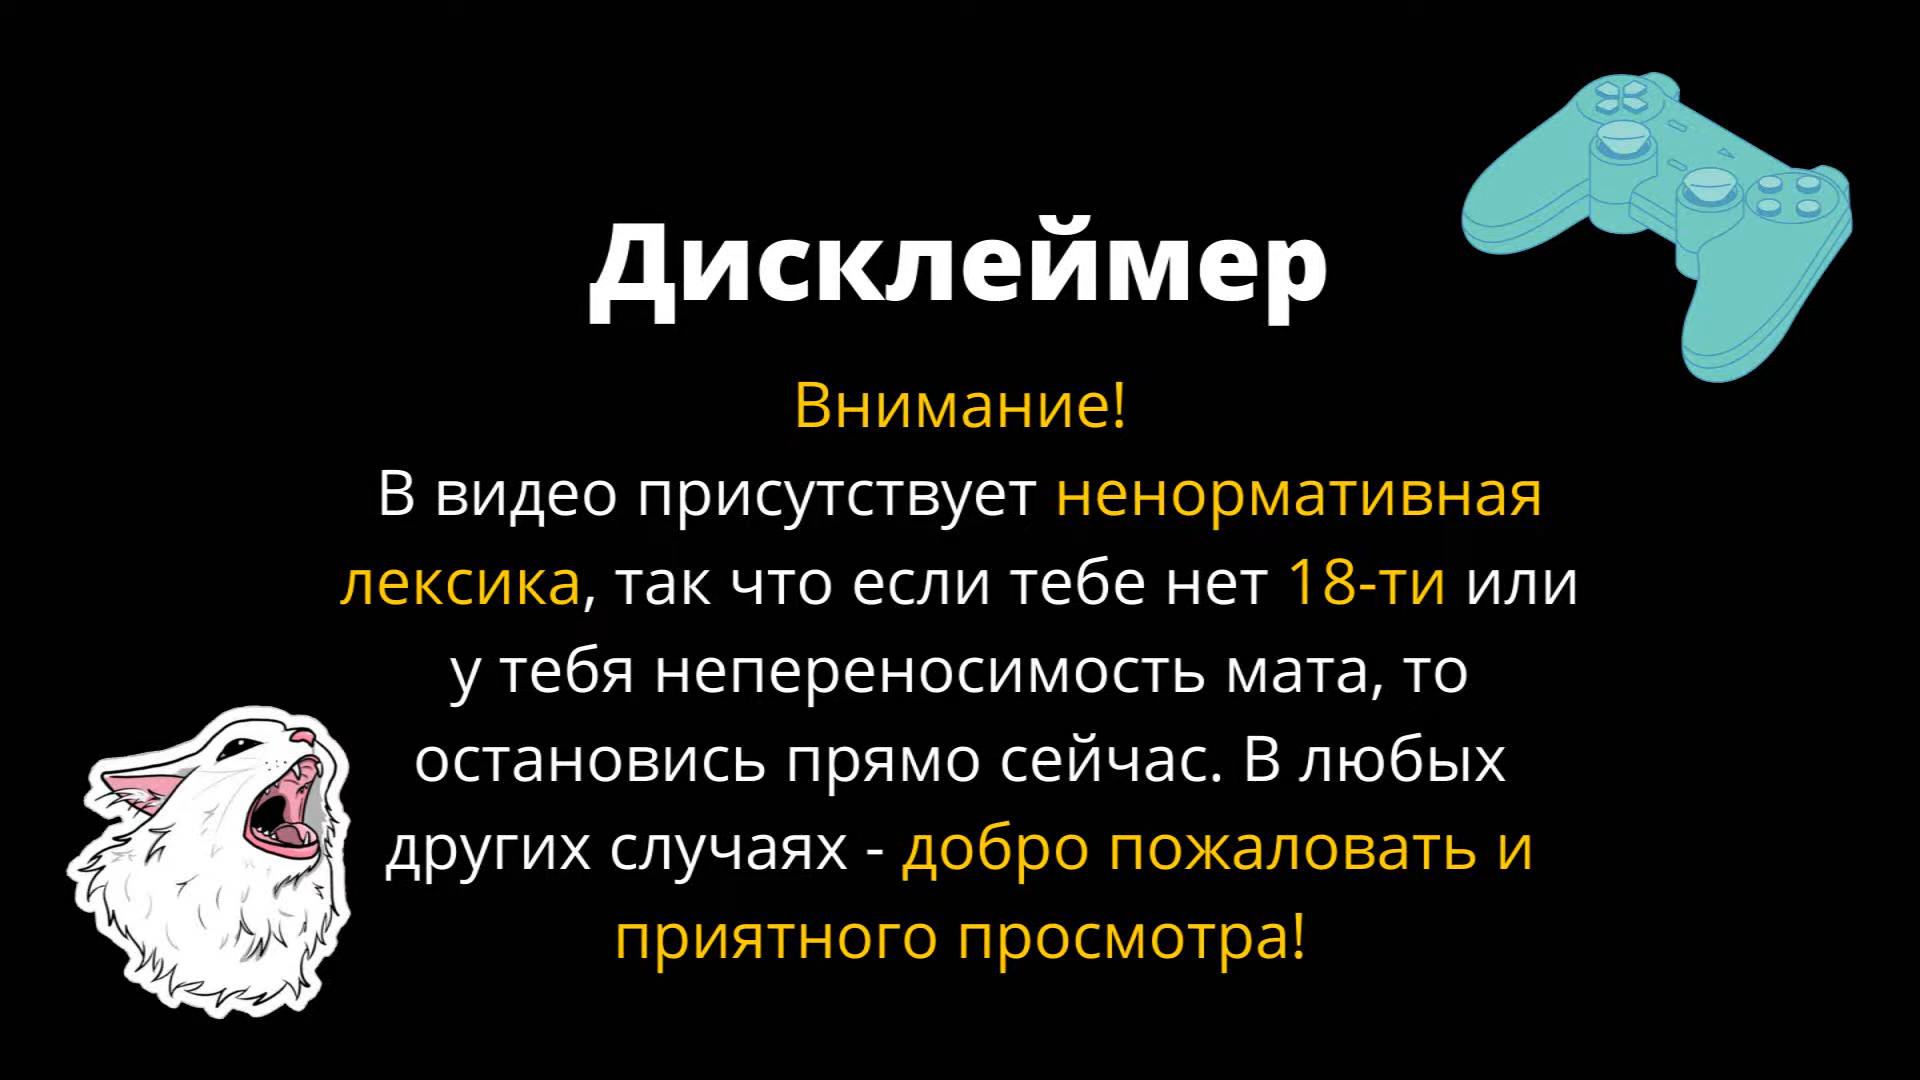 Дисклеймер
Внимание!
В видео присутствует ненормативная
лексика, так что если тебе нет 18-ти или
у тебя непереносимость мата, то
остановись прямо сейчас. В любых
других случаях - добро пожаловать и
приятного просмотра!